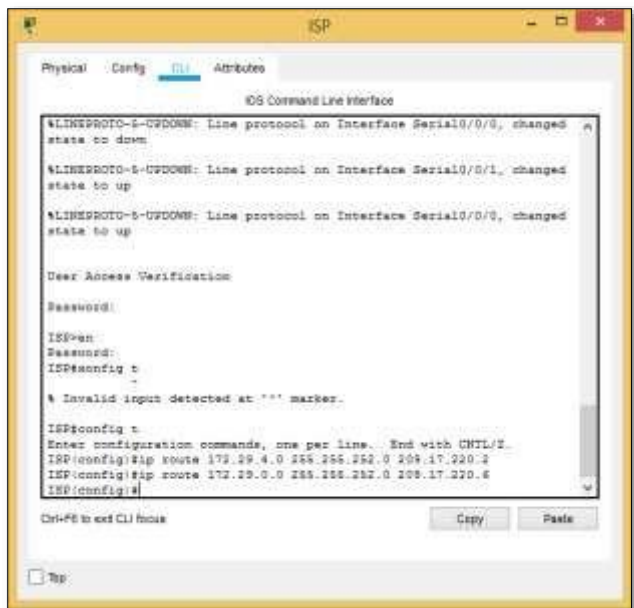 ISP
Physical Config CLI Attributes
IOS Command Line Interface
%LINEPROTO-5-UPDOWN: Line protocol on Interface Serial0/0/0, changed
state to down
%LINEPROTO-5-UPDOWN: Line protocol on Interface Serial0/0/1, changed
state to up
%LINEPROTO-5-UPDOWN: Line protocol on Interface Serial0/0/0, changed
state to up
User Access Verification
Password:
ISP>en
Password:
ISP#monfig t
^
% Invalid input detected at '^' marker.
ISP#config t
Enter configuration commands, one per line. End with CNTL/Z.
ISP(config)#ip route 172.29.4.0 255.255.252.0 209.17.220.2
ISP(config)#ip route 172.29.0.0 255.255.252.0 209.17.220.6
ISP(config)#
Ctrl+F6 to exit CLI focus
Copy Paste
Top